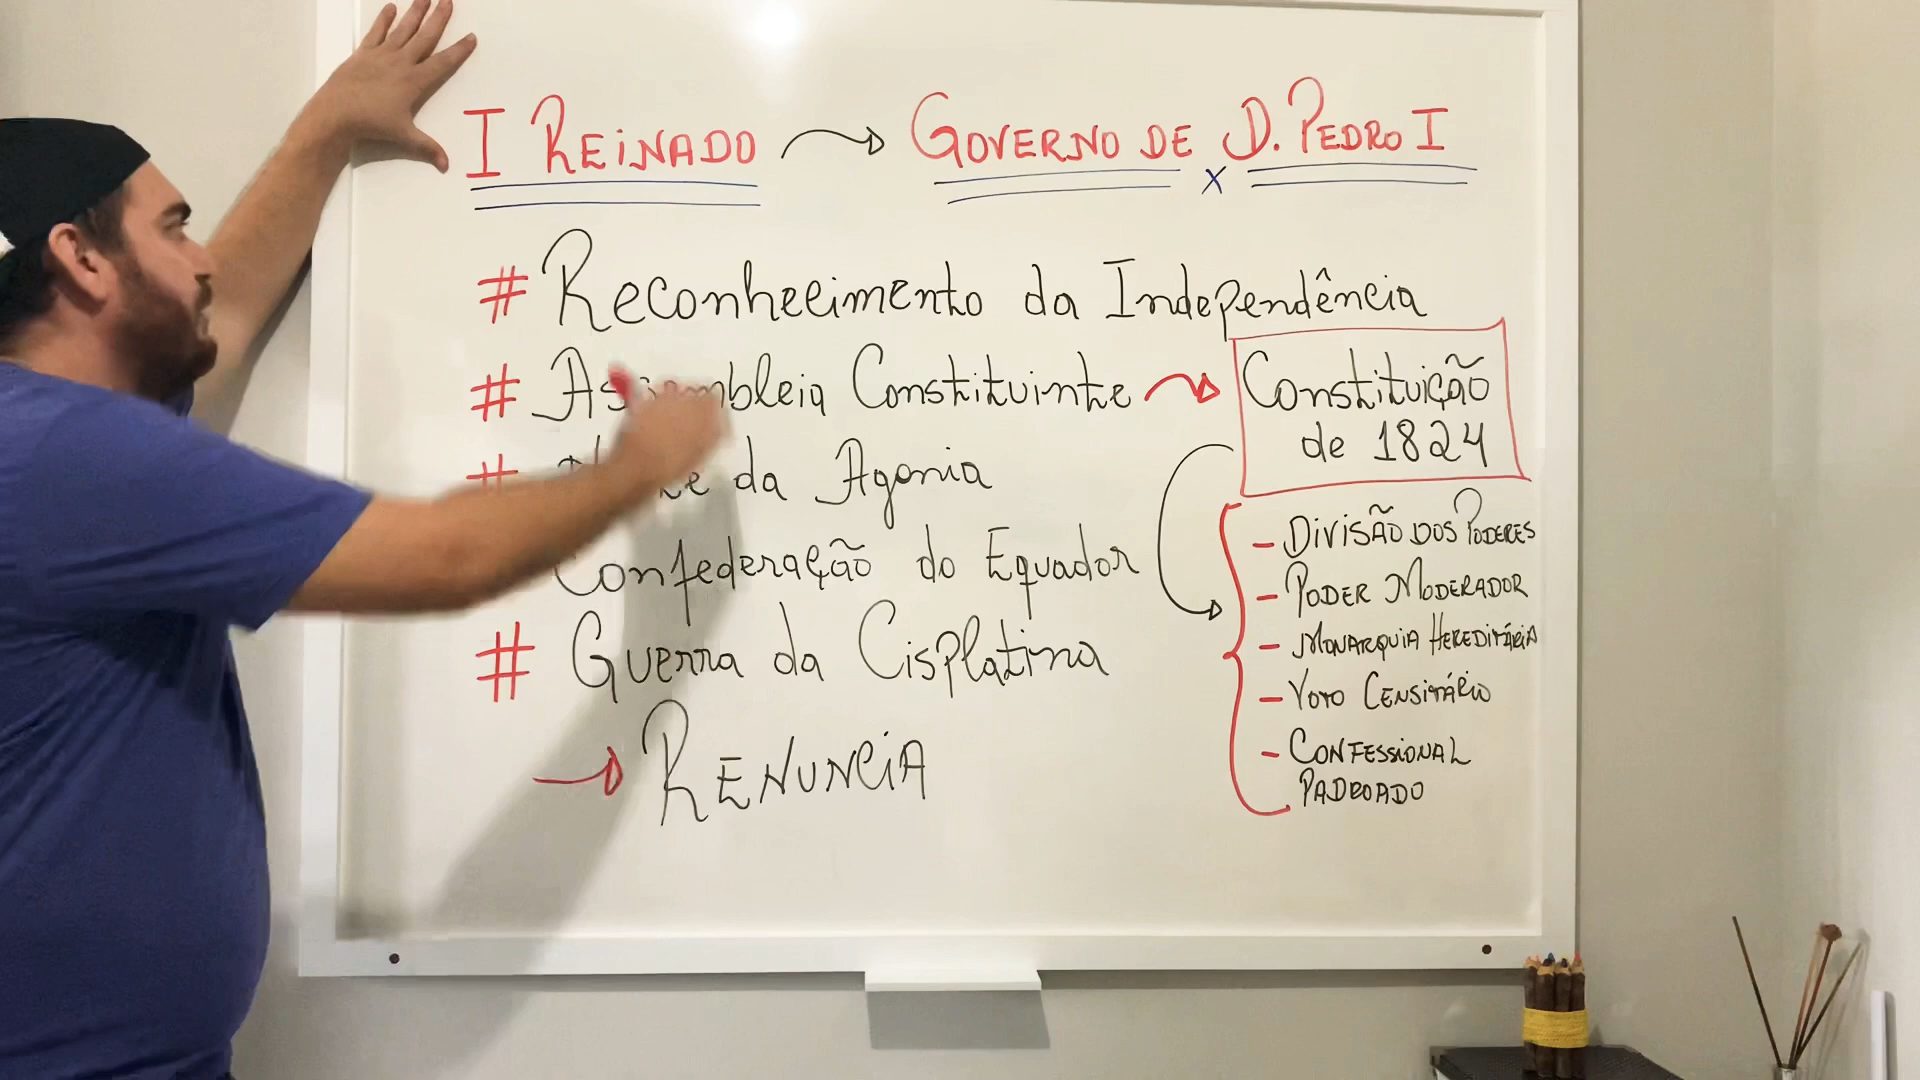 I REINADO → GOVERNO DE D. PEDRO I
x
# Reconhecimento da Independência
# Assembleia Constituinte → Constituição
de 1824
# da Agonia
Confederação do Equador
# Guerra da Cisplatina
→ RENUNCIA
- DIVISÃO DOS PODERES
- PODER MODERADOR
- MONARQUIA HEREDITÁRIA
- VOTO CENSITÁRIO
- CONFESSIONAL
PADROADO